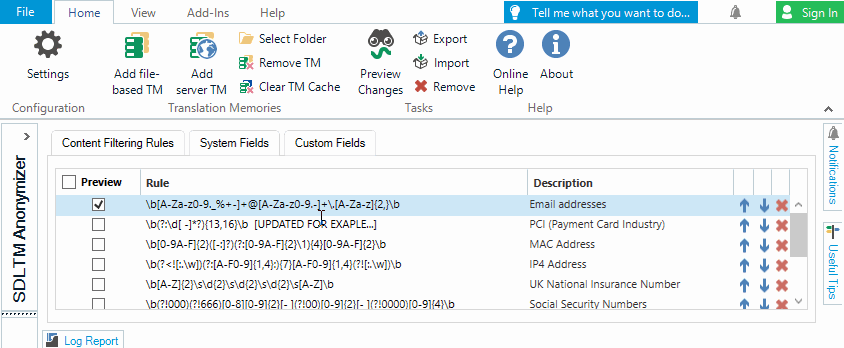 File Home View Add-Ins Help Tell me what you want to do... Sign In
Settings
Add file-
based TM
Add
server TM
Select Folder
Remove TM
Clear TM Cache
Preview
Changes
Export
Import
Remove
Online
Help
About
Configuration Translation Memories Tasks Help
SDLTM Anonymizer
Content Filtering Rules System Fields Custom Fields
Preview Rule Description
\b[A-Za-z0-9._%+-]+@[A-Za-z0-9.-]+\.[A-Za-z]{2,}\b Email addresses
\b(?:\d[ -]*?){13,16}\b [UPDATED FOR EXAPLE...] PCI (Payment Card Industry)
\b[0-9A-F]{2}([-:]?)(?:[0-9A-F]{2}\1){4}[0-9A-F]{2}\b MAC Address
\b(?<![:.\w])(?:[A-F0-9]{1,4}:){7}[A-F0-9]{1,4}(?![:.\w])\b IP4 Address
\b[A-Z]{2}\s\d{2}\s\d{2}\s\d{2}\s[A-Z]\b UK National Insurance Number
\b(?!000)(?!666)[0-8][0-9]{2}[- ](?!00)[0-9]{2}[- ](?!0000)[0-9]{4}\b Social Security Numbers
Notifications
Useful Tips
Log Report